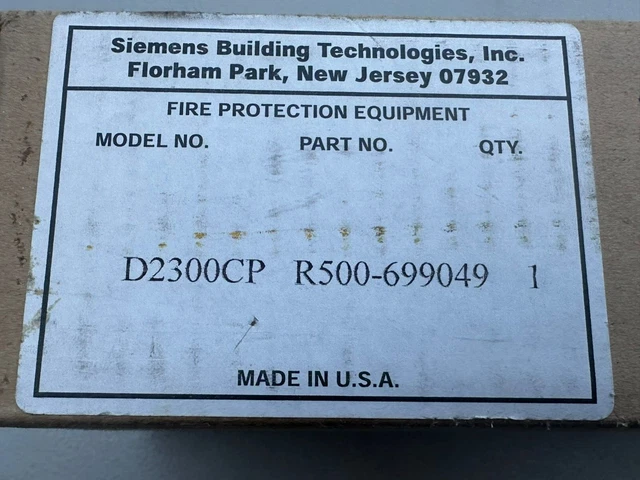 Siemens Building Technologies, Inc.
Florham Park, New Jersey 07932
FIRE PROTECTION EQUIPMENT
MODEL NO. PART NO. QTY.
D2300CP R500-699049 1
MADE IN U.S.A.